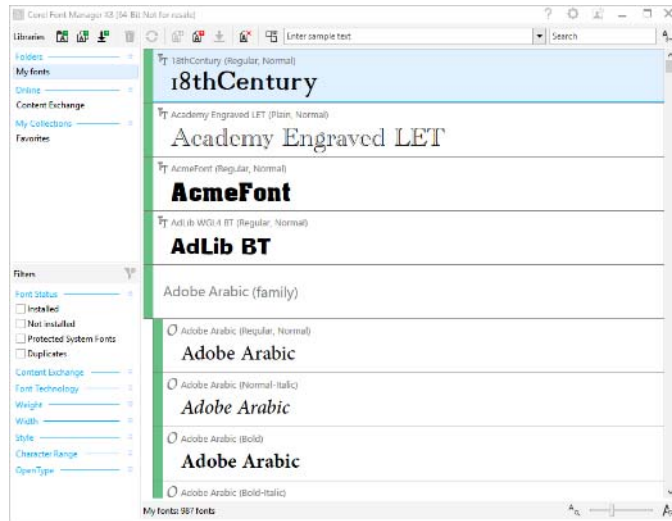 Corel Font Manager X8 (64-Bit Not for resale)
Libraries
Enter sample text
Search
Folders
My fonts
Online
Content Exchange
My Collections
Favorites
Filters
Font Status
Installed
Not installed
Protected System Fonts
Duplicates
Content Exchange
Font Technology
Weight
Width
Style
Character Range
OpenType
18thCentury (Regular, Normal)
18thCentury
Academy Engraved LET (Plain, Normal)
Academy Engraved LET
AcmeFont (Regular, Normal)
AcmeFont
AdLib WGL4 BT (Regular, Normal)
AdLib BT
Adobe Arabic (family)
Adobe Arabic (Regular, Normal)
Adobe Arabic
Adobe Arabic (Normal-Italic)
Adobe Arabic
Adobe Arabic (Bold)
Adobe Arabic
Adobe Arabic (Bold-Italic)
My fonts: 987 fonts